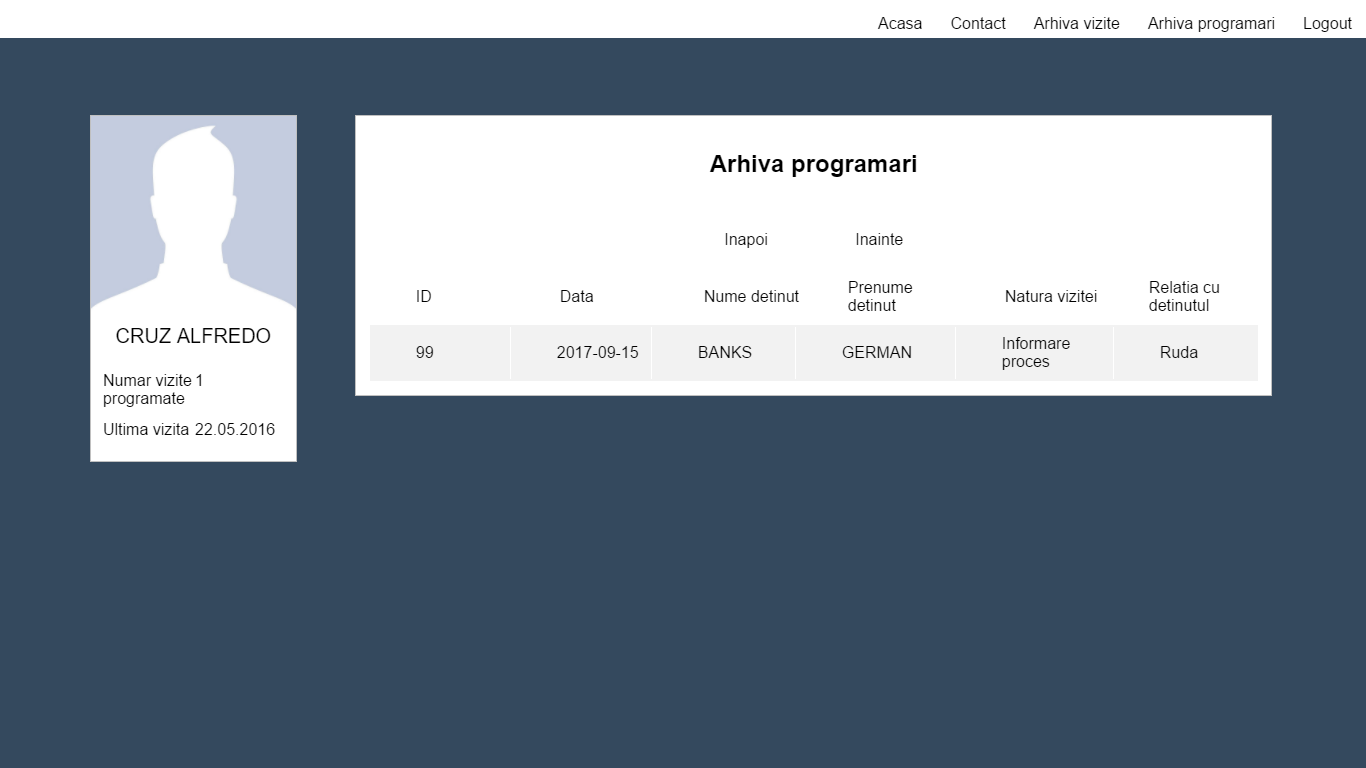 Acasa Contact Arhiva vizite Arhiva programari Logout
CRUZ ALFREDO
Numar vizite 1
programate
Ultima vizita 22.05.2016
Arhiva programari
Inapoi Inainte
ID Data Nume detinut Prenume detinut Natura vizitei Relatia cu detinutul
99 2017-09-15 BANKS GERMAN Informare proces Ruda